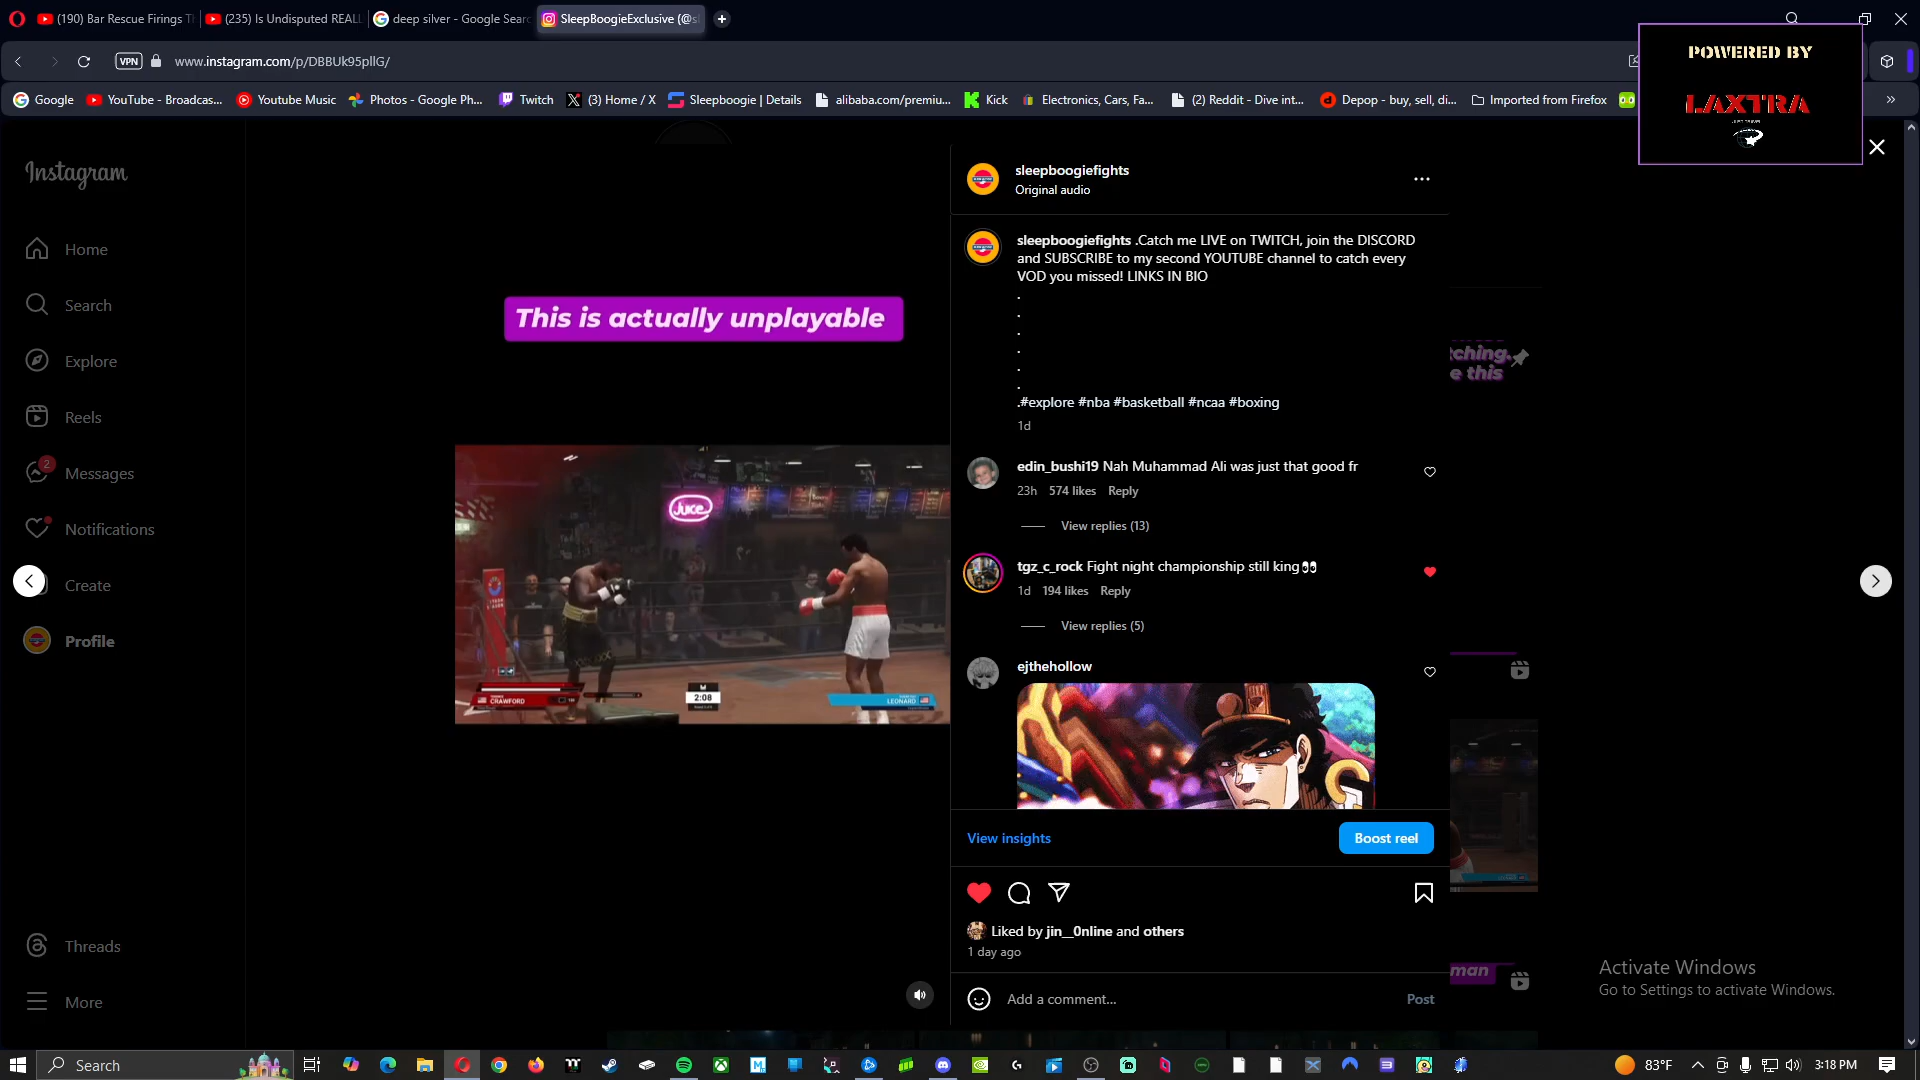 (190) Bar Rescue Firings T
(235) Is Undisputed REALL
deep silver - Google Searc
SleepBoogieExclusive (@s
VPN
www.instagram.com/p/DBBUk95pllG/
Google
YouTube - Broadcas...
Youtube Music
Photos - Google Ph...
Twitch
(3) Home / X
Sleepboogie | Details
alibaba.com/premiu...
Kick
Electronics, Cars, Fa...
(2) Reddit - Dive int...
Depop - buy, sell, di...
Imported from Firefox
POWERED BY
LAXTRA
Instagram
Home
Search
Explore
Reels
2
Messages
Notifications
Create
Profile
Threads
More
This is actually unplayable
Juice
CRAWFORD
2:08
LEONARD
sleepboogiefights
Original audio
sleepboogiefights .Catch me LIVE on TWITCH, join the DISCORD
and SUBSCRIBE to my second YOUTUBE channel to catch every
VOD you missed! LINKS IN BIO
.
.
.
.
.
.
.#explore #nba #basketball #ncaa #boxing
1d
edin_bushi19 Nah Muhammad Ali was just that good fr
23h 574 likes Reply
View replies (13)
tgz_c_rock Fight night championship still king👀
1d 194 likes Reply
View replies (5)
ejthehollow
View insights
Boost reel
Liked by jin__0nline and others
1 day ago
Add a comment...
Post
tching.
e this
man
Activate Windows
Go to Settings to activate Windows.
Search
83°F
3:18 PM